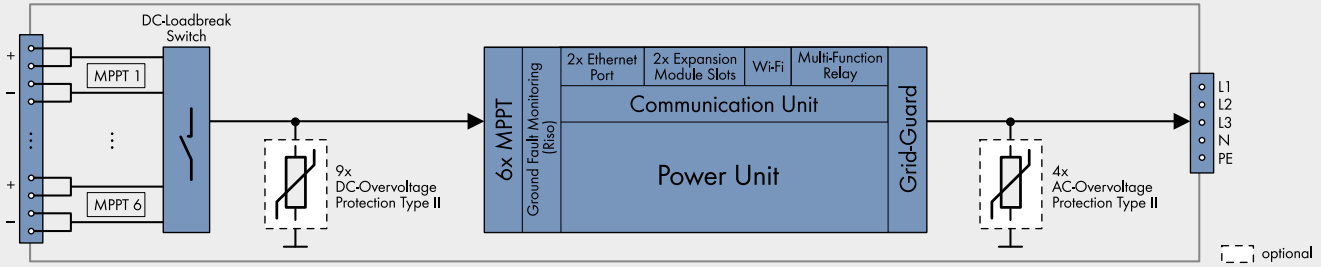 DC-Loadbreak
Switch
+
MPPT 1
−
...
...
+
MPPT 6
−
9x
DC-Overvoltage
Protection Type II
6x MPPT
Ground Fault Monitoring
(Riso)
2x Ethernet
Port
2x Expansion
Module Slots
Wi-Fi
Multi-Function
Relay
Communication Unit
Power Unit
Grid-Guard
4x
AC-Overvoltage
Protection Type II
L1
L2
L3
N
PE
optional